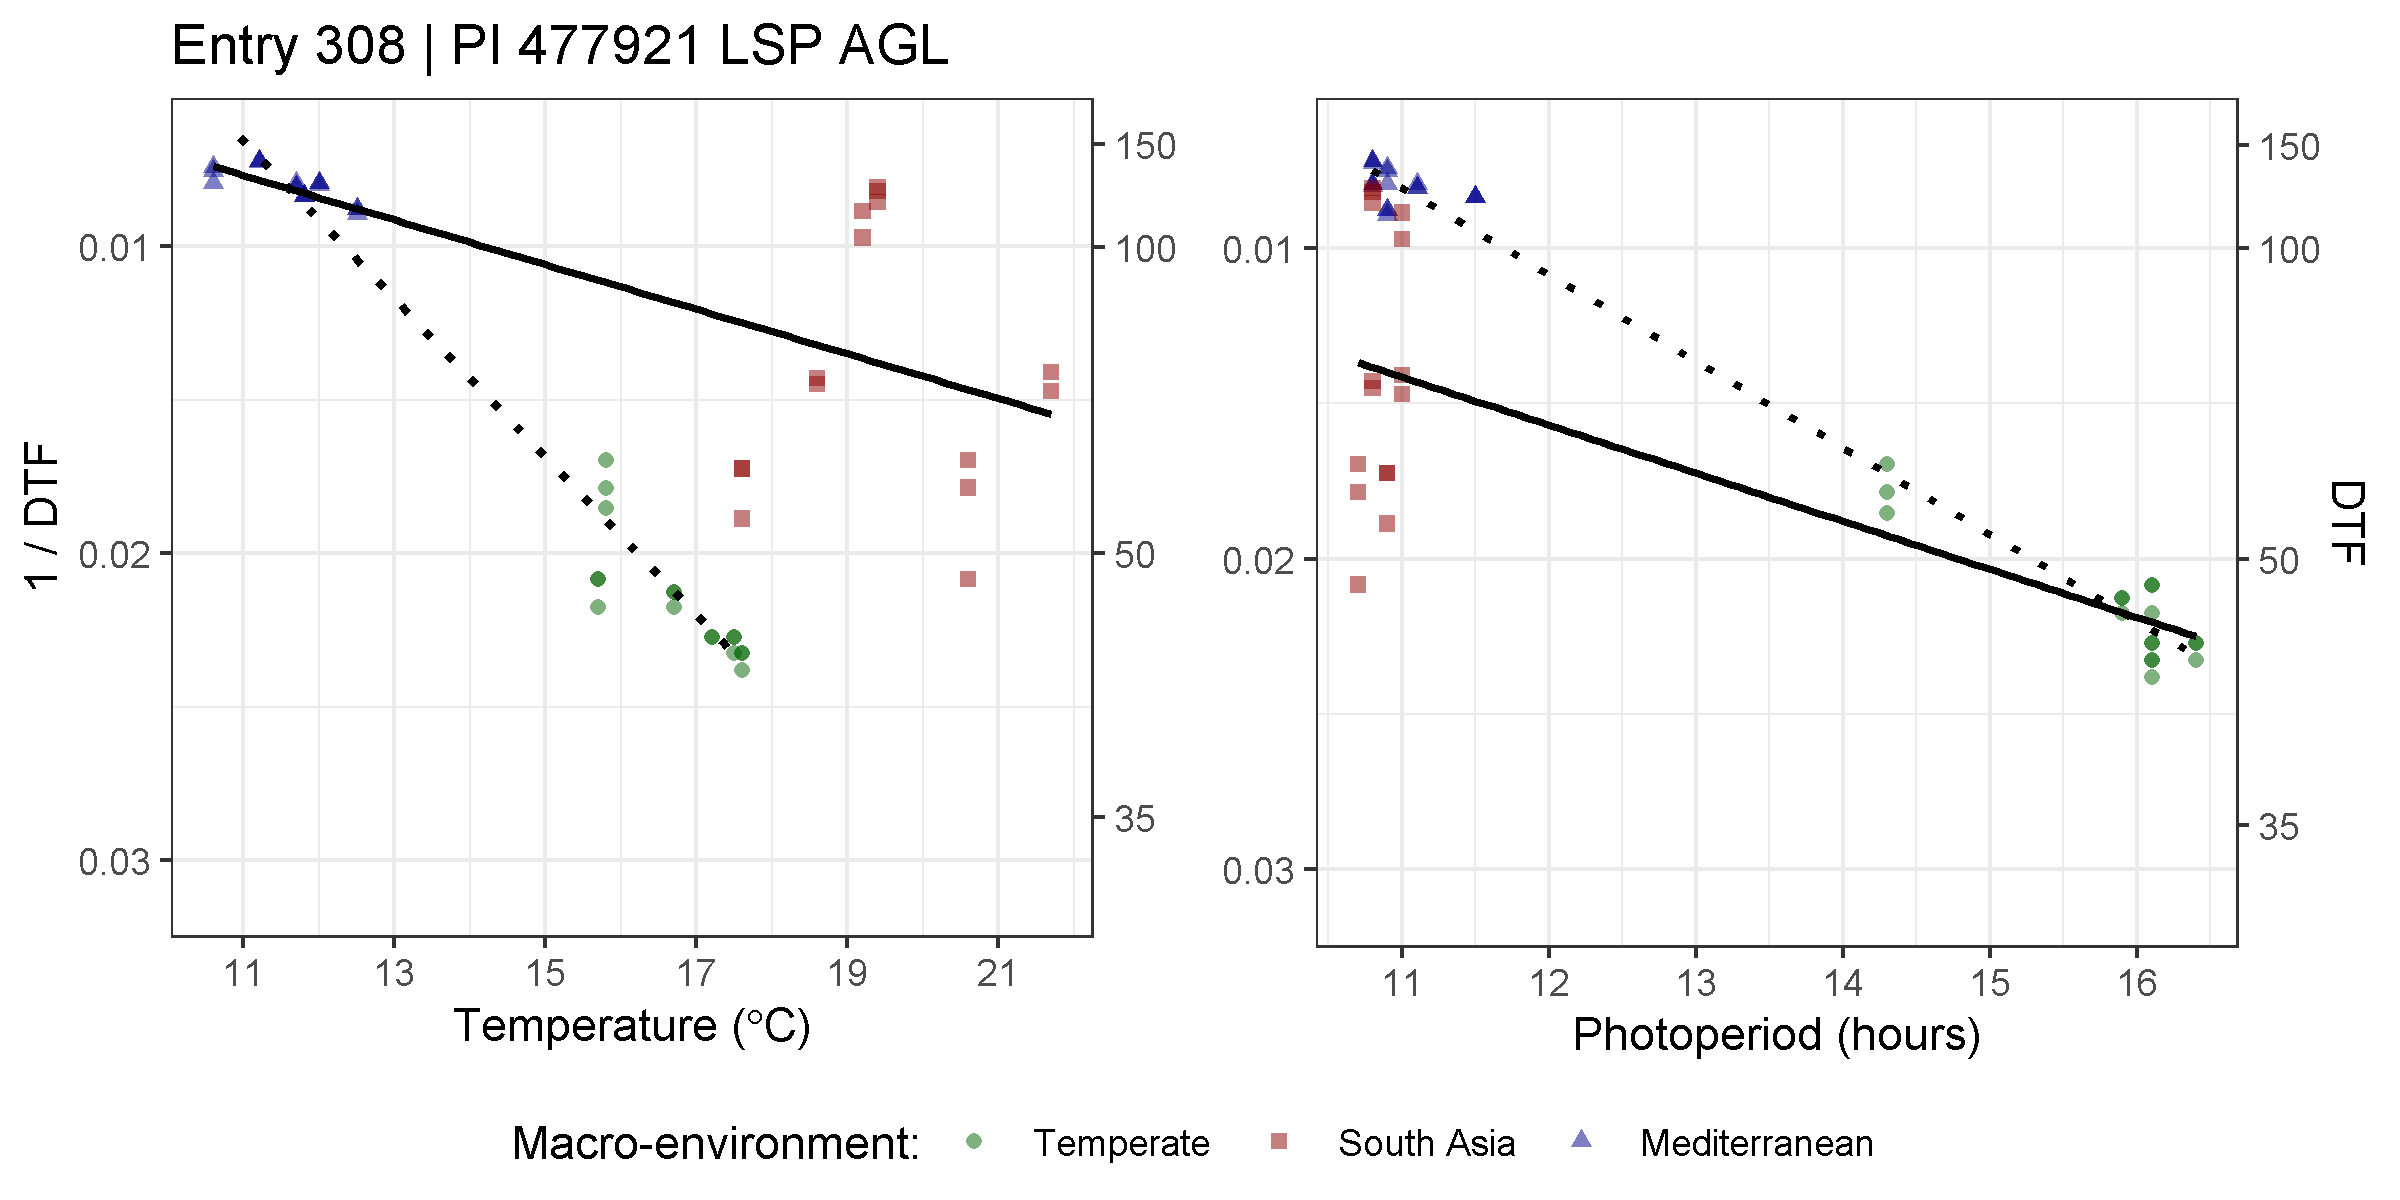 Entry 308 | PI 477921 LSP AGL
1 / DTF
0.01
0.02
0.03
150
100
50
35
11 13 15 17 19 21
Temperature (°C)
0.01
0.02
0.03
150
100
50
35
DTF
11 12 13 14 15 16
Photoperiod (hours)
Macro-environment: Temperate South Asia Mediterranean